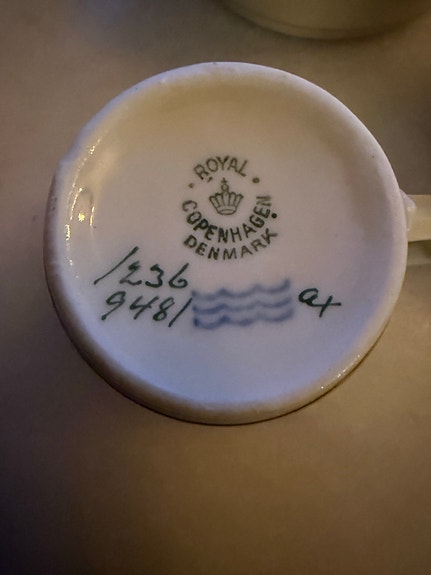 ROYAL
COPENHAGEN
DENMARK
1236
9481 ax